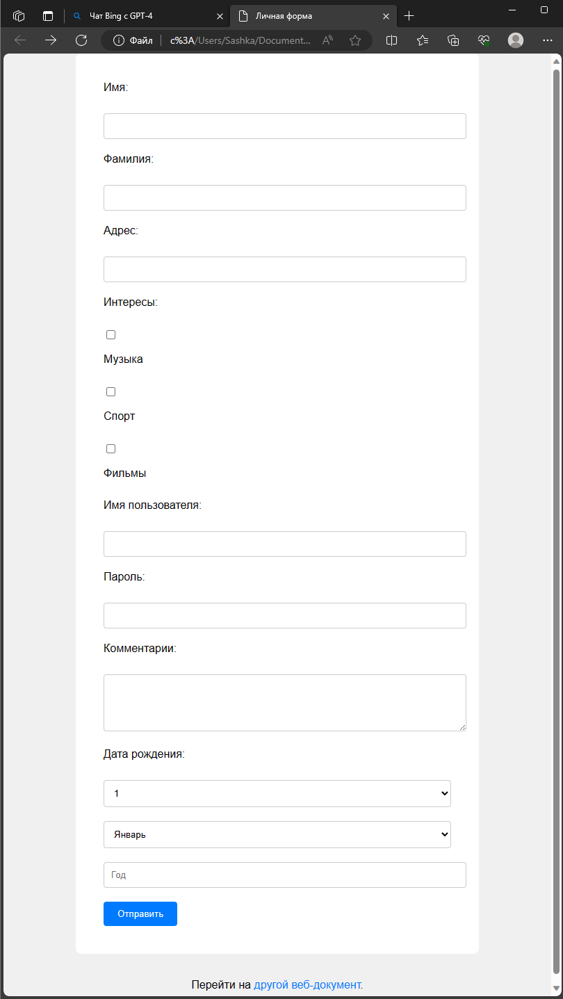 Чат Bing с GPT-4
Личная форма
Файл c%3A/Users/Sashka/Document...
Имя:
Фамилия:
Адрес:
Интересы:
Музыка
Спорт
Фильмы
Имя пользователя:
Пароль:
Комментарии:
Дата рождения:
1
Январь
Год
Отправить
Перейти на другой веб-документ.